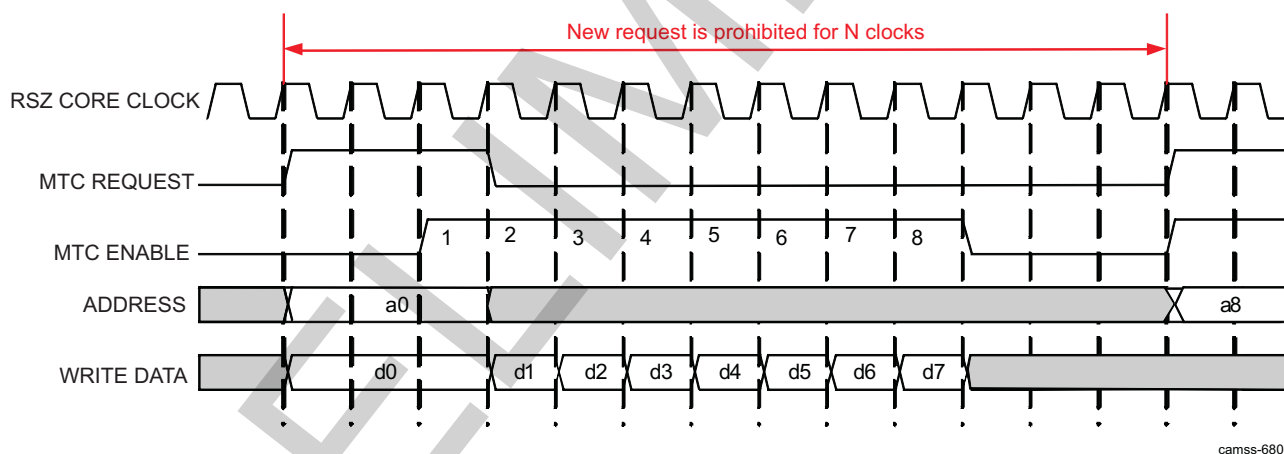 New request is prohibited for N clocks
RSZ CORE CLOCK
MTC REQUEST
MTC ENABLE 1 2 3 4 5 6 7 8
ADDRESS a0 a8
WRITE DATA d0 d1 d2 d3 d4 d5 d6 d7
camss-680